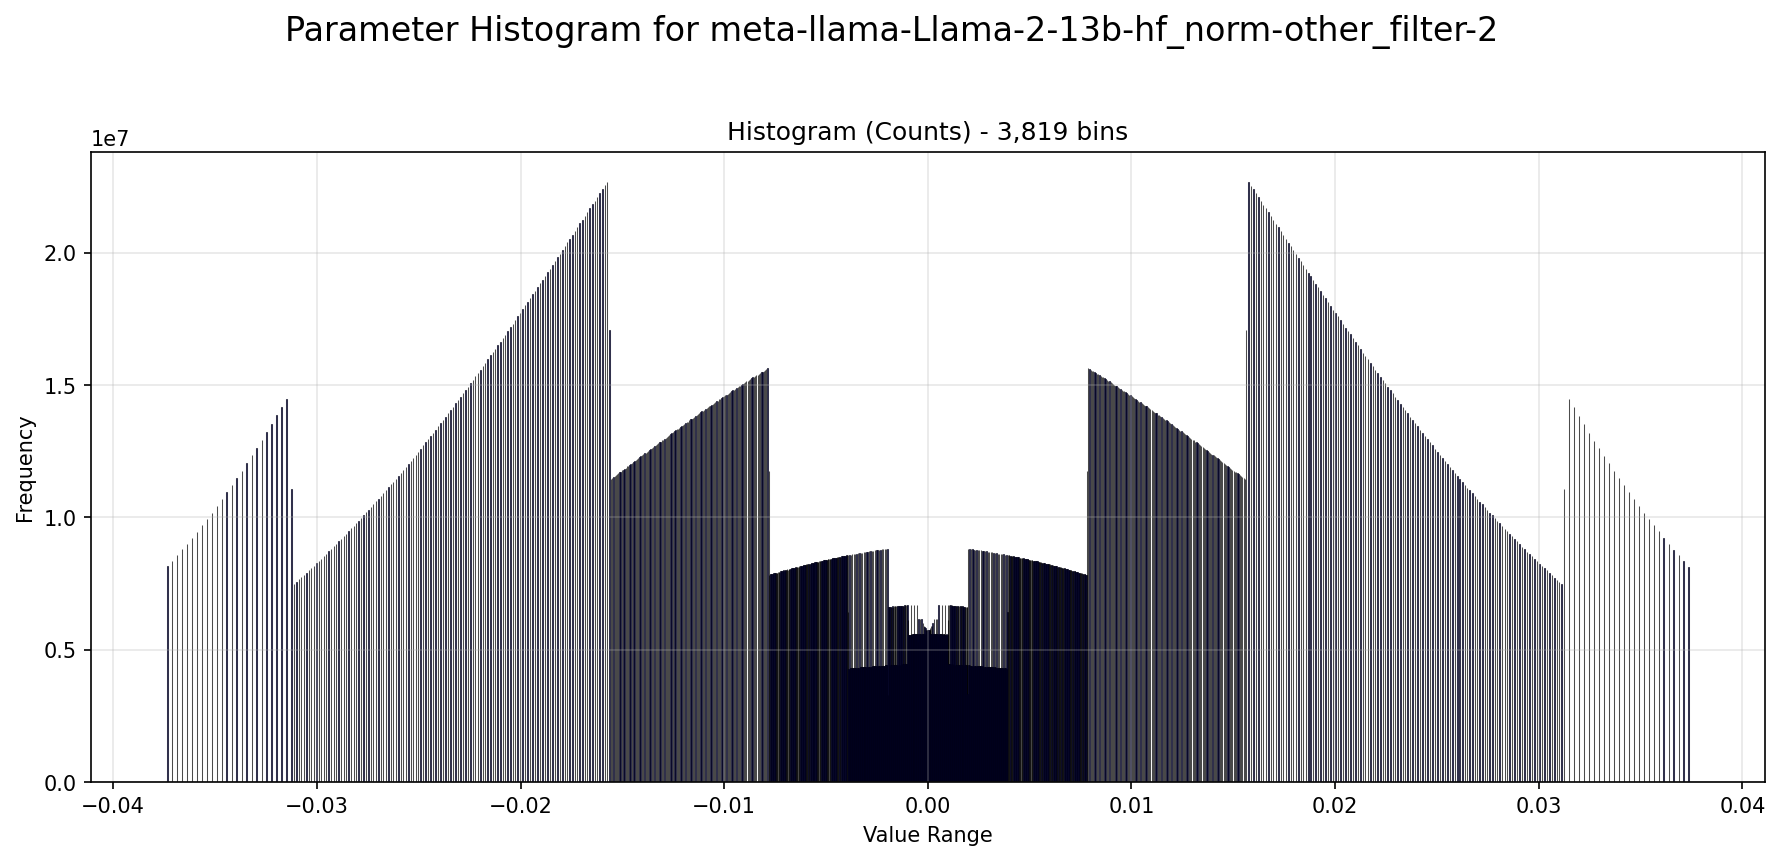 Parameter Histogram for meta-llama-Llama-2-13b-hf_norm-other_filter-2
Histogram (Counts) - 3,819 bins
1e7
2.0
1.5
1.0
0.5
0.0
Frequency
−0.04 −0.03 −0.02 −0.01 0.00 0.01 0.02 0.03 0.04
Value Range